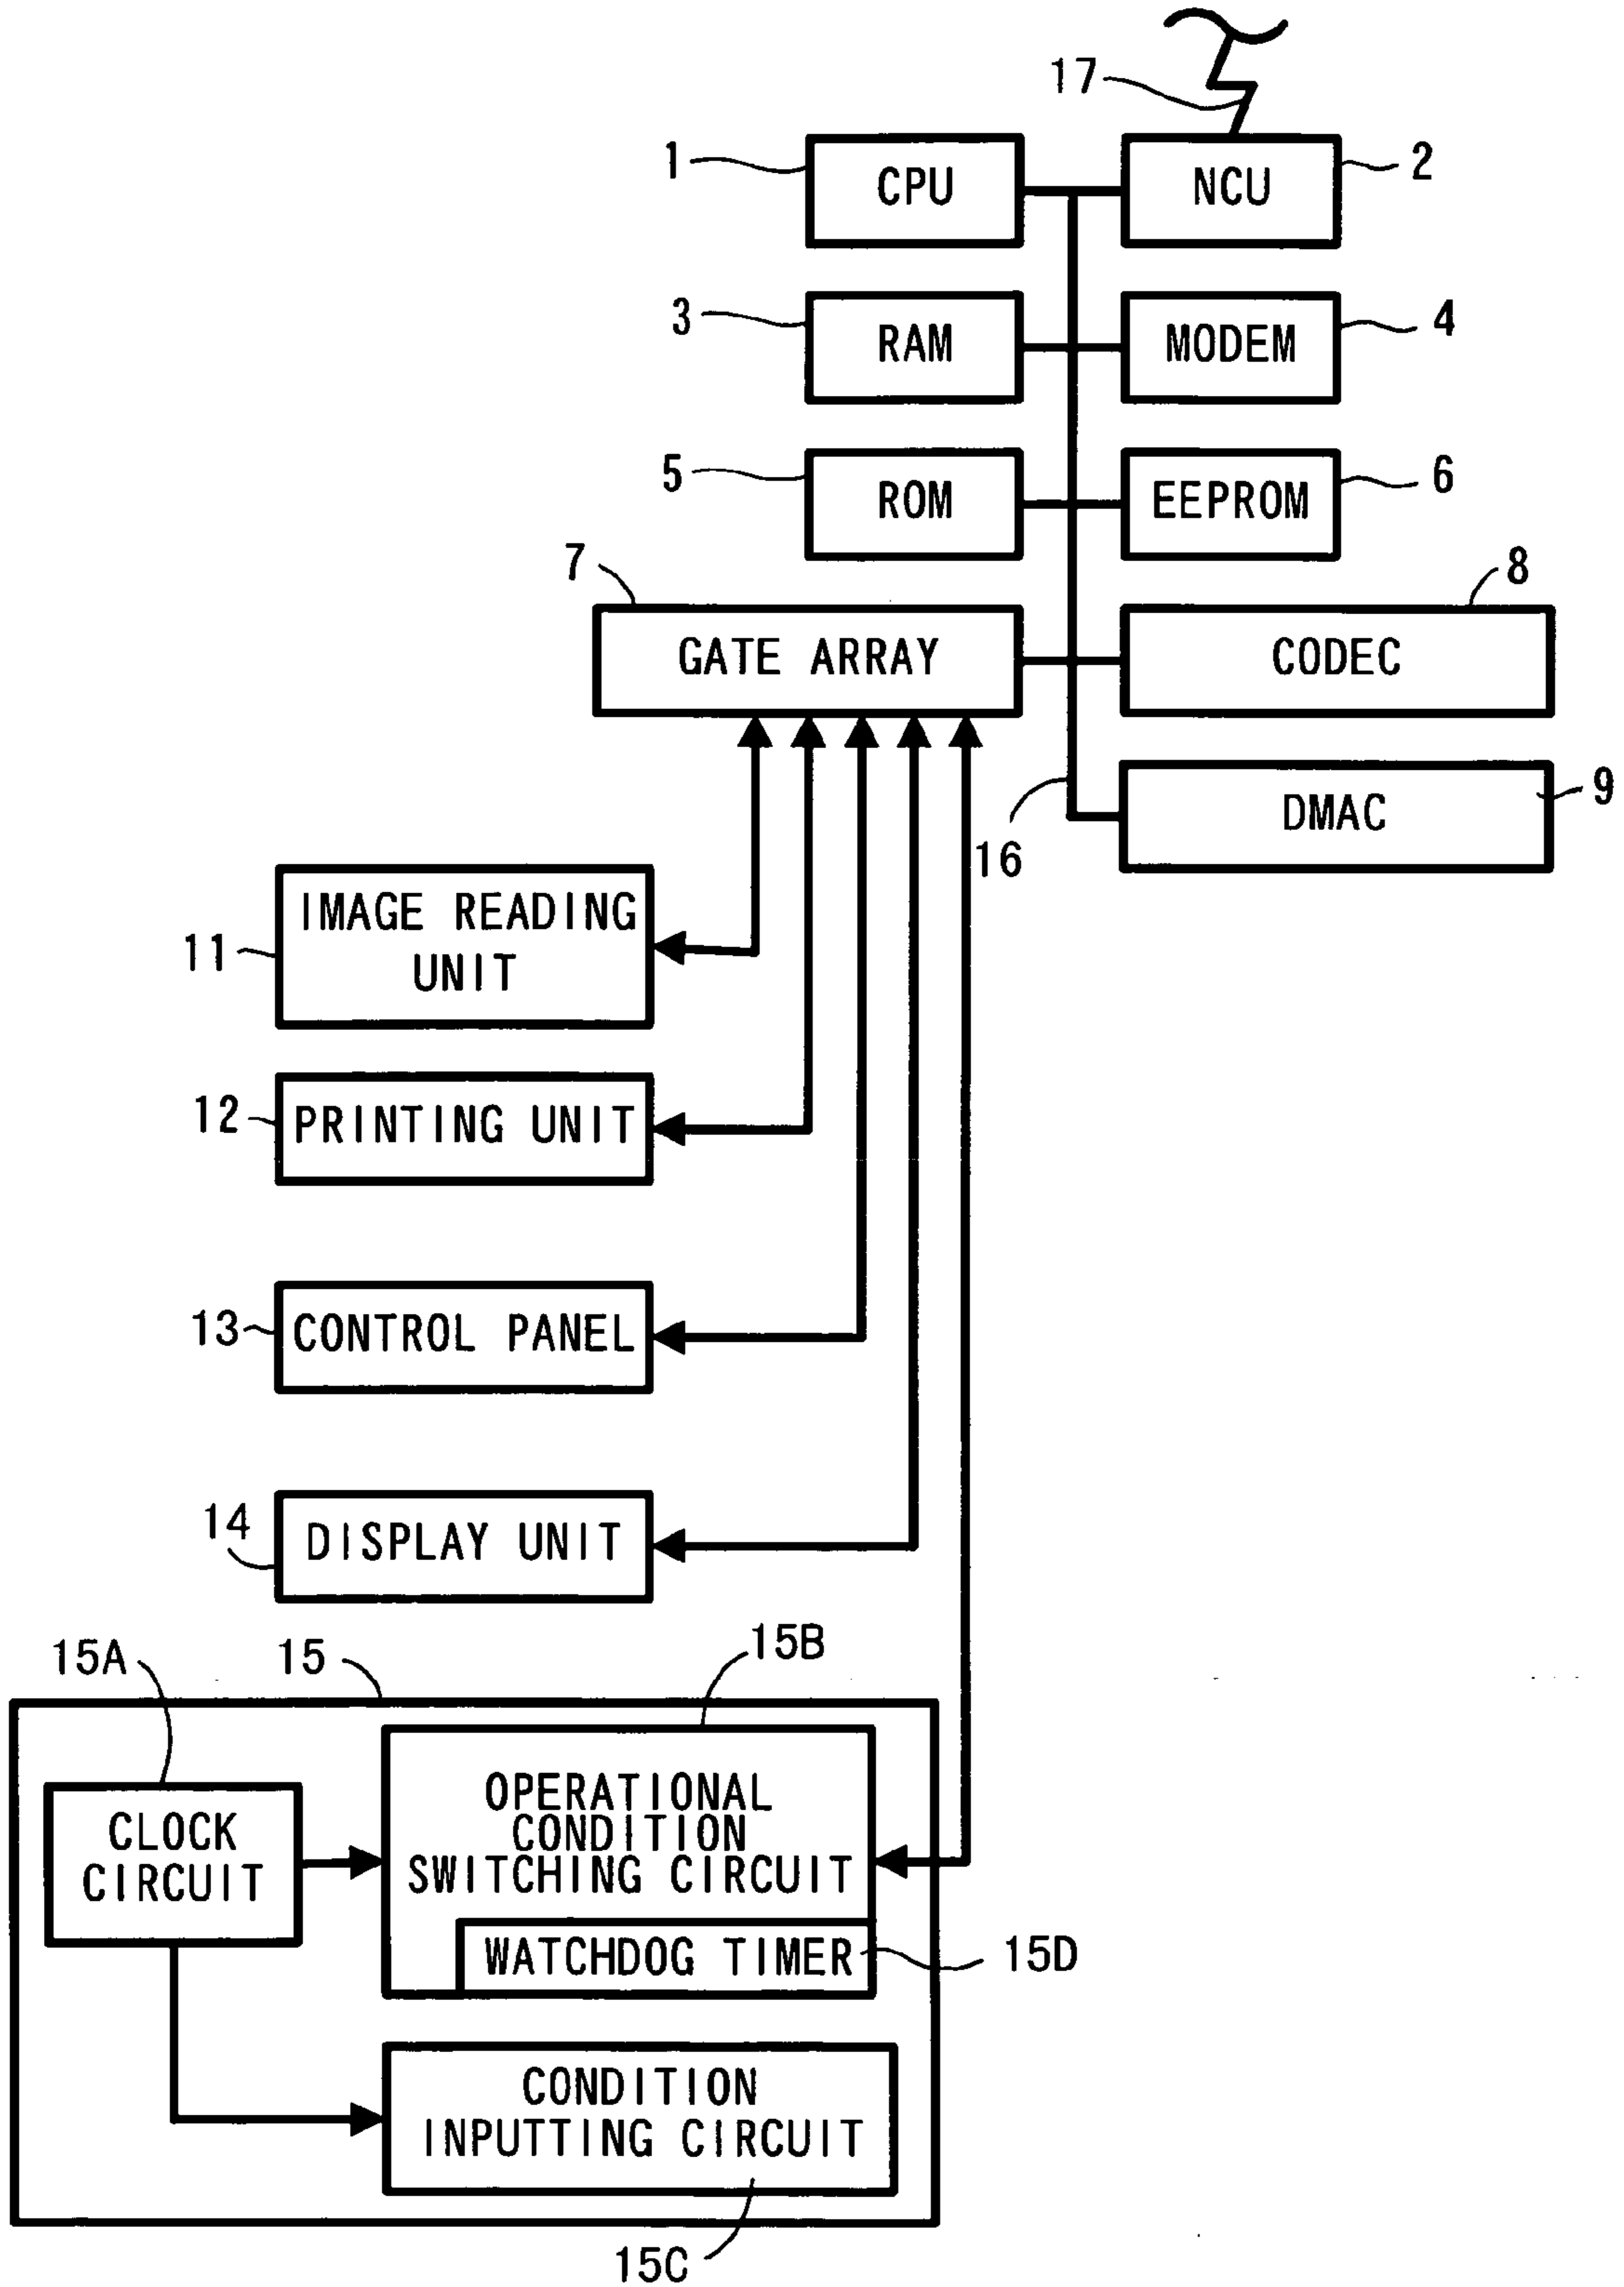 17
1
CPU
NCU
2
3
RAM
MODEM
4
5
ROM
EEPROM
6
7
GATE ARRAY
8
CODEC
16
DMAC
9
11
IMAGE READING
UNIT
12
PRINTING UNIT
13
CONTROL PANEL
14
DISPLAY UNIT
15A
15
15B
CLOCK
CIRCUIT
OPERATIONAL
CONDITION
SWITCHING CIRCUIT
WATCHDOG TIMER
15D
CONDITION
INPUTTING CIRCUIT
15C